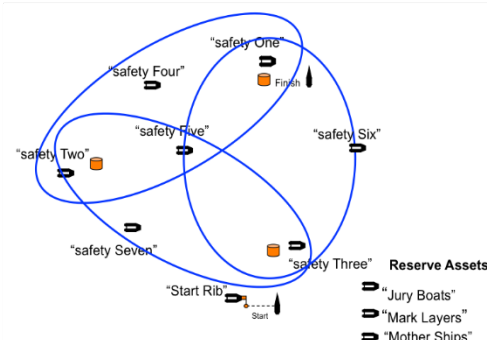 “safety One”
“safety Four”
Finish
“safety Five”
“safety Six”
“safety Two”
“safety Seven”
“safety Three”
“Start Rib”
Start
Reserve Assets
“Jury Boats”
“Mark Layers”
“Mother Ships”